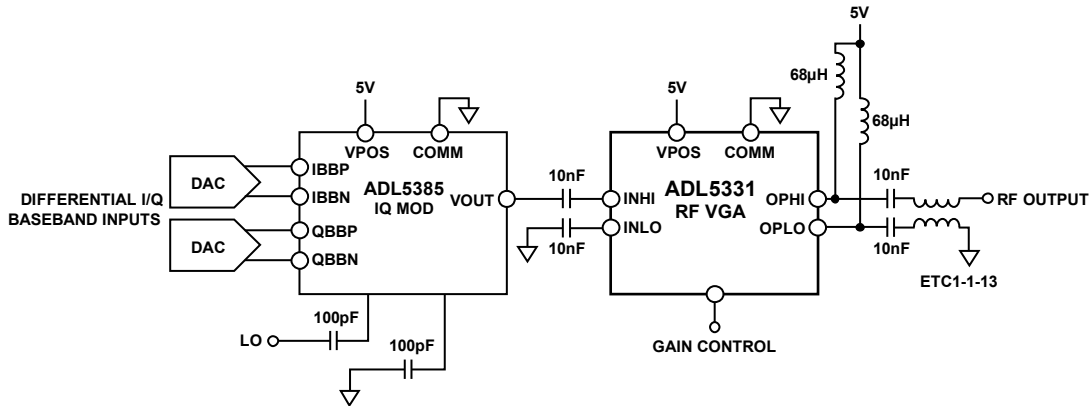 5V
68µH
68µH
5V
5V
VPOS
COMM
VPOS
COMM
DIFFERENTIAL I/Q
BASEBAND INPUTS
DAC
DAC
IBBP
IBBN
QBBP
QBBN
ADL5385
IQ MOD
VOUT
10nF
10nF
INHI
INLO
ADL5331
RF VGA
OPHI
OPLO
10nF
10nF
RF OUTPUT
ETC1-1-13
LO
100pF
100pF
GAIN CONTROL